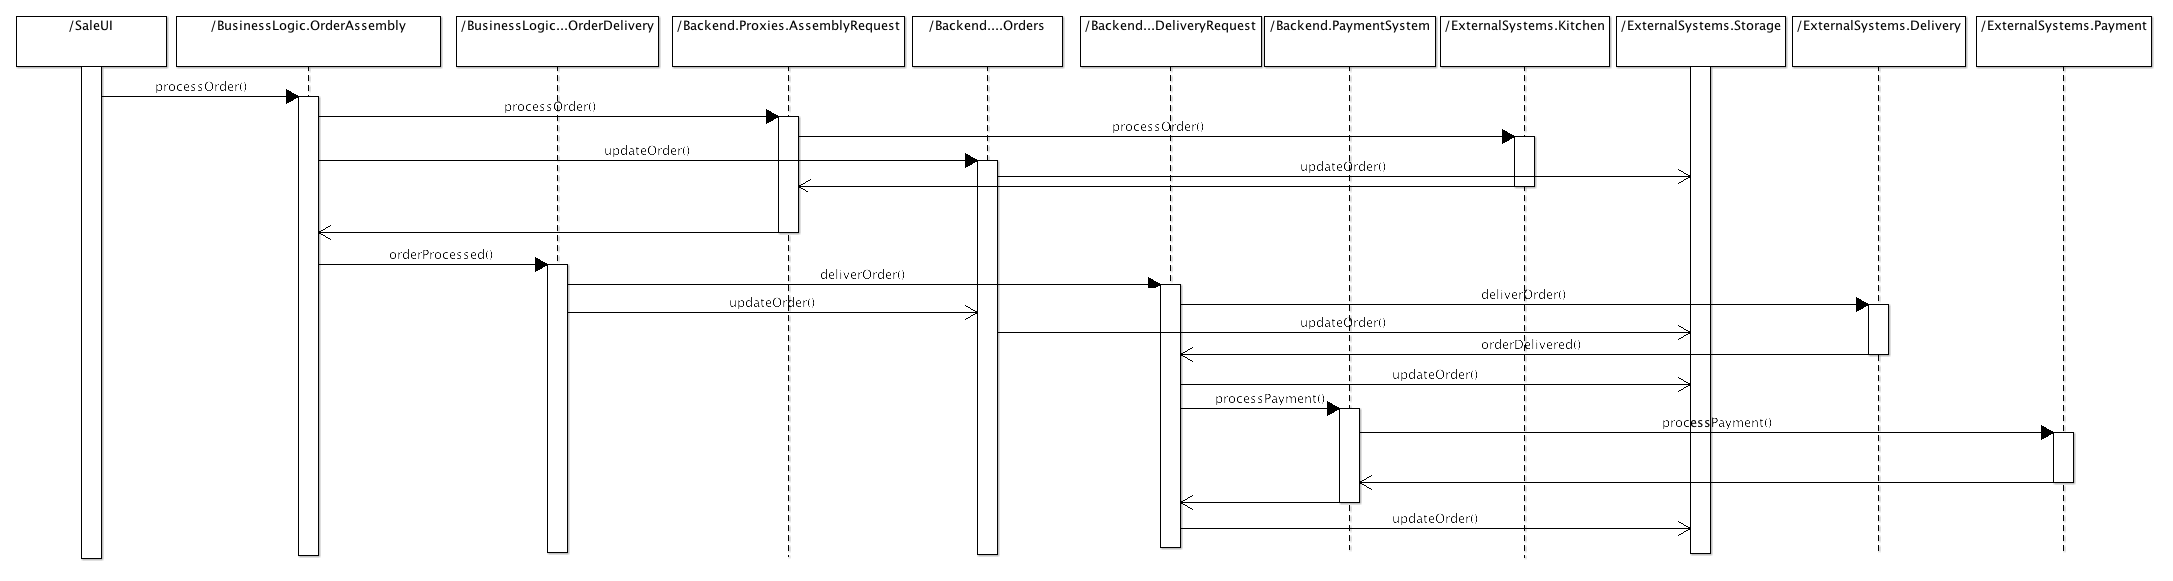 /SaleUI
/BusinessLogic.OrderAssembly
/BusinessLogic...OrderDelivery
/Backend.Proxies.AssemblyRequest
/Backend....Orders
/Backend...DeliveryRequest
/Backend.PaymentSystem
/ExternalSystems.Kitchen
/ExternalSystems.Storage
/ExternalSystems.Delivery
/ExternalSystems.Payment
processOrder()
processOrder()
processOrder()
updateOrder()
updateOrder()
orderProcessed()
deliverOrder()
deliverOrder()
updateOrder()
updateOrder()
orderDelivered()
updateOrder()
processPayment()
processPayment()
updateOrder()